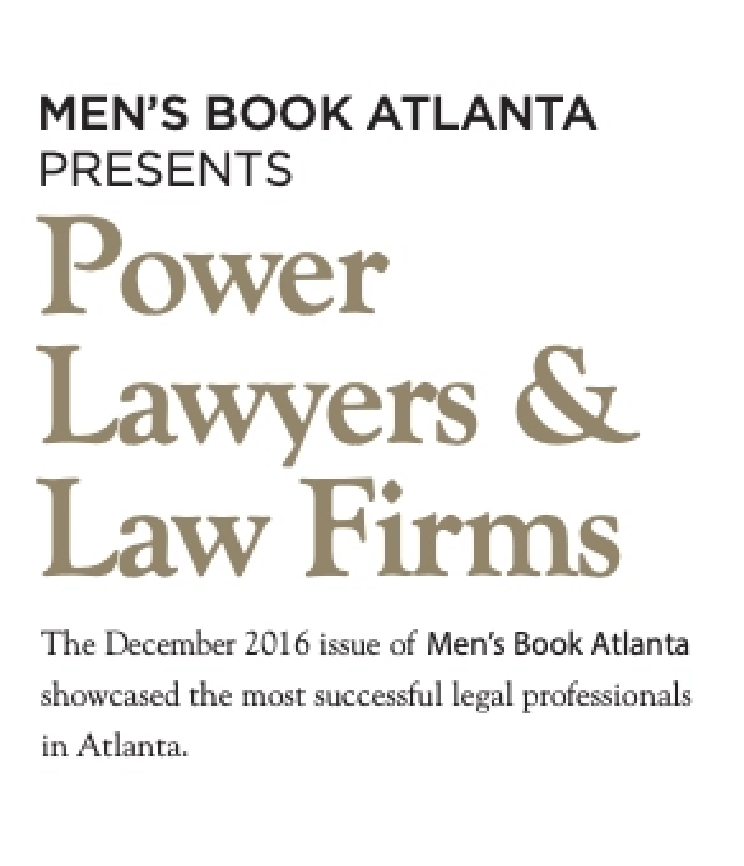 MEN’S BOOK ATLANTA
PRESENTS
Power
Lawyers &
Law Firms
The December 2016 issue of Men’s Book Atlanta
showcased the most successful legal professionals
in Atlanta.